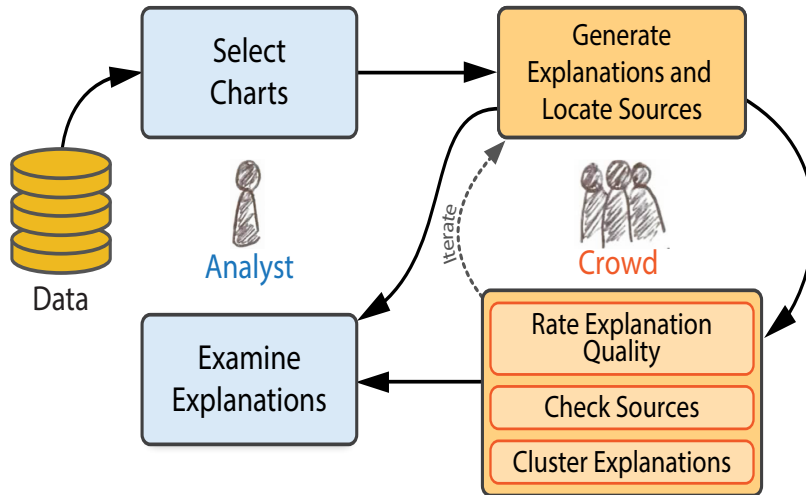 Select
Charts
Generate
Explanations and
Locate Sources
Data
Analyst
Iterate
Crowd
Examine
Explanations
Rate Explanation
Quality
Check Sources
Cluster Explanations